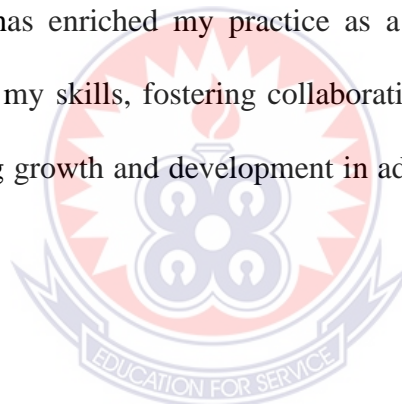 has enriched my practice as a
my skills, fostering collaborati
g growth and development in ad
EDUCATION FOR SERVICE